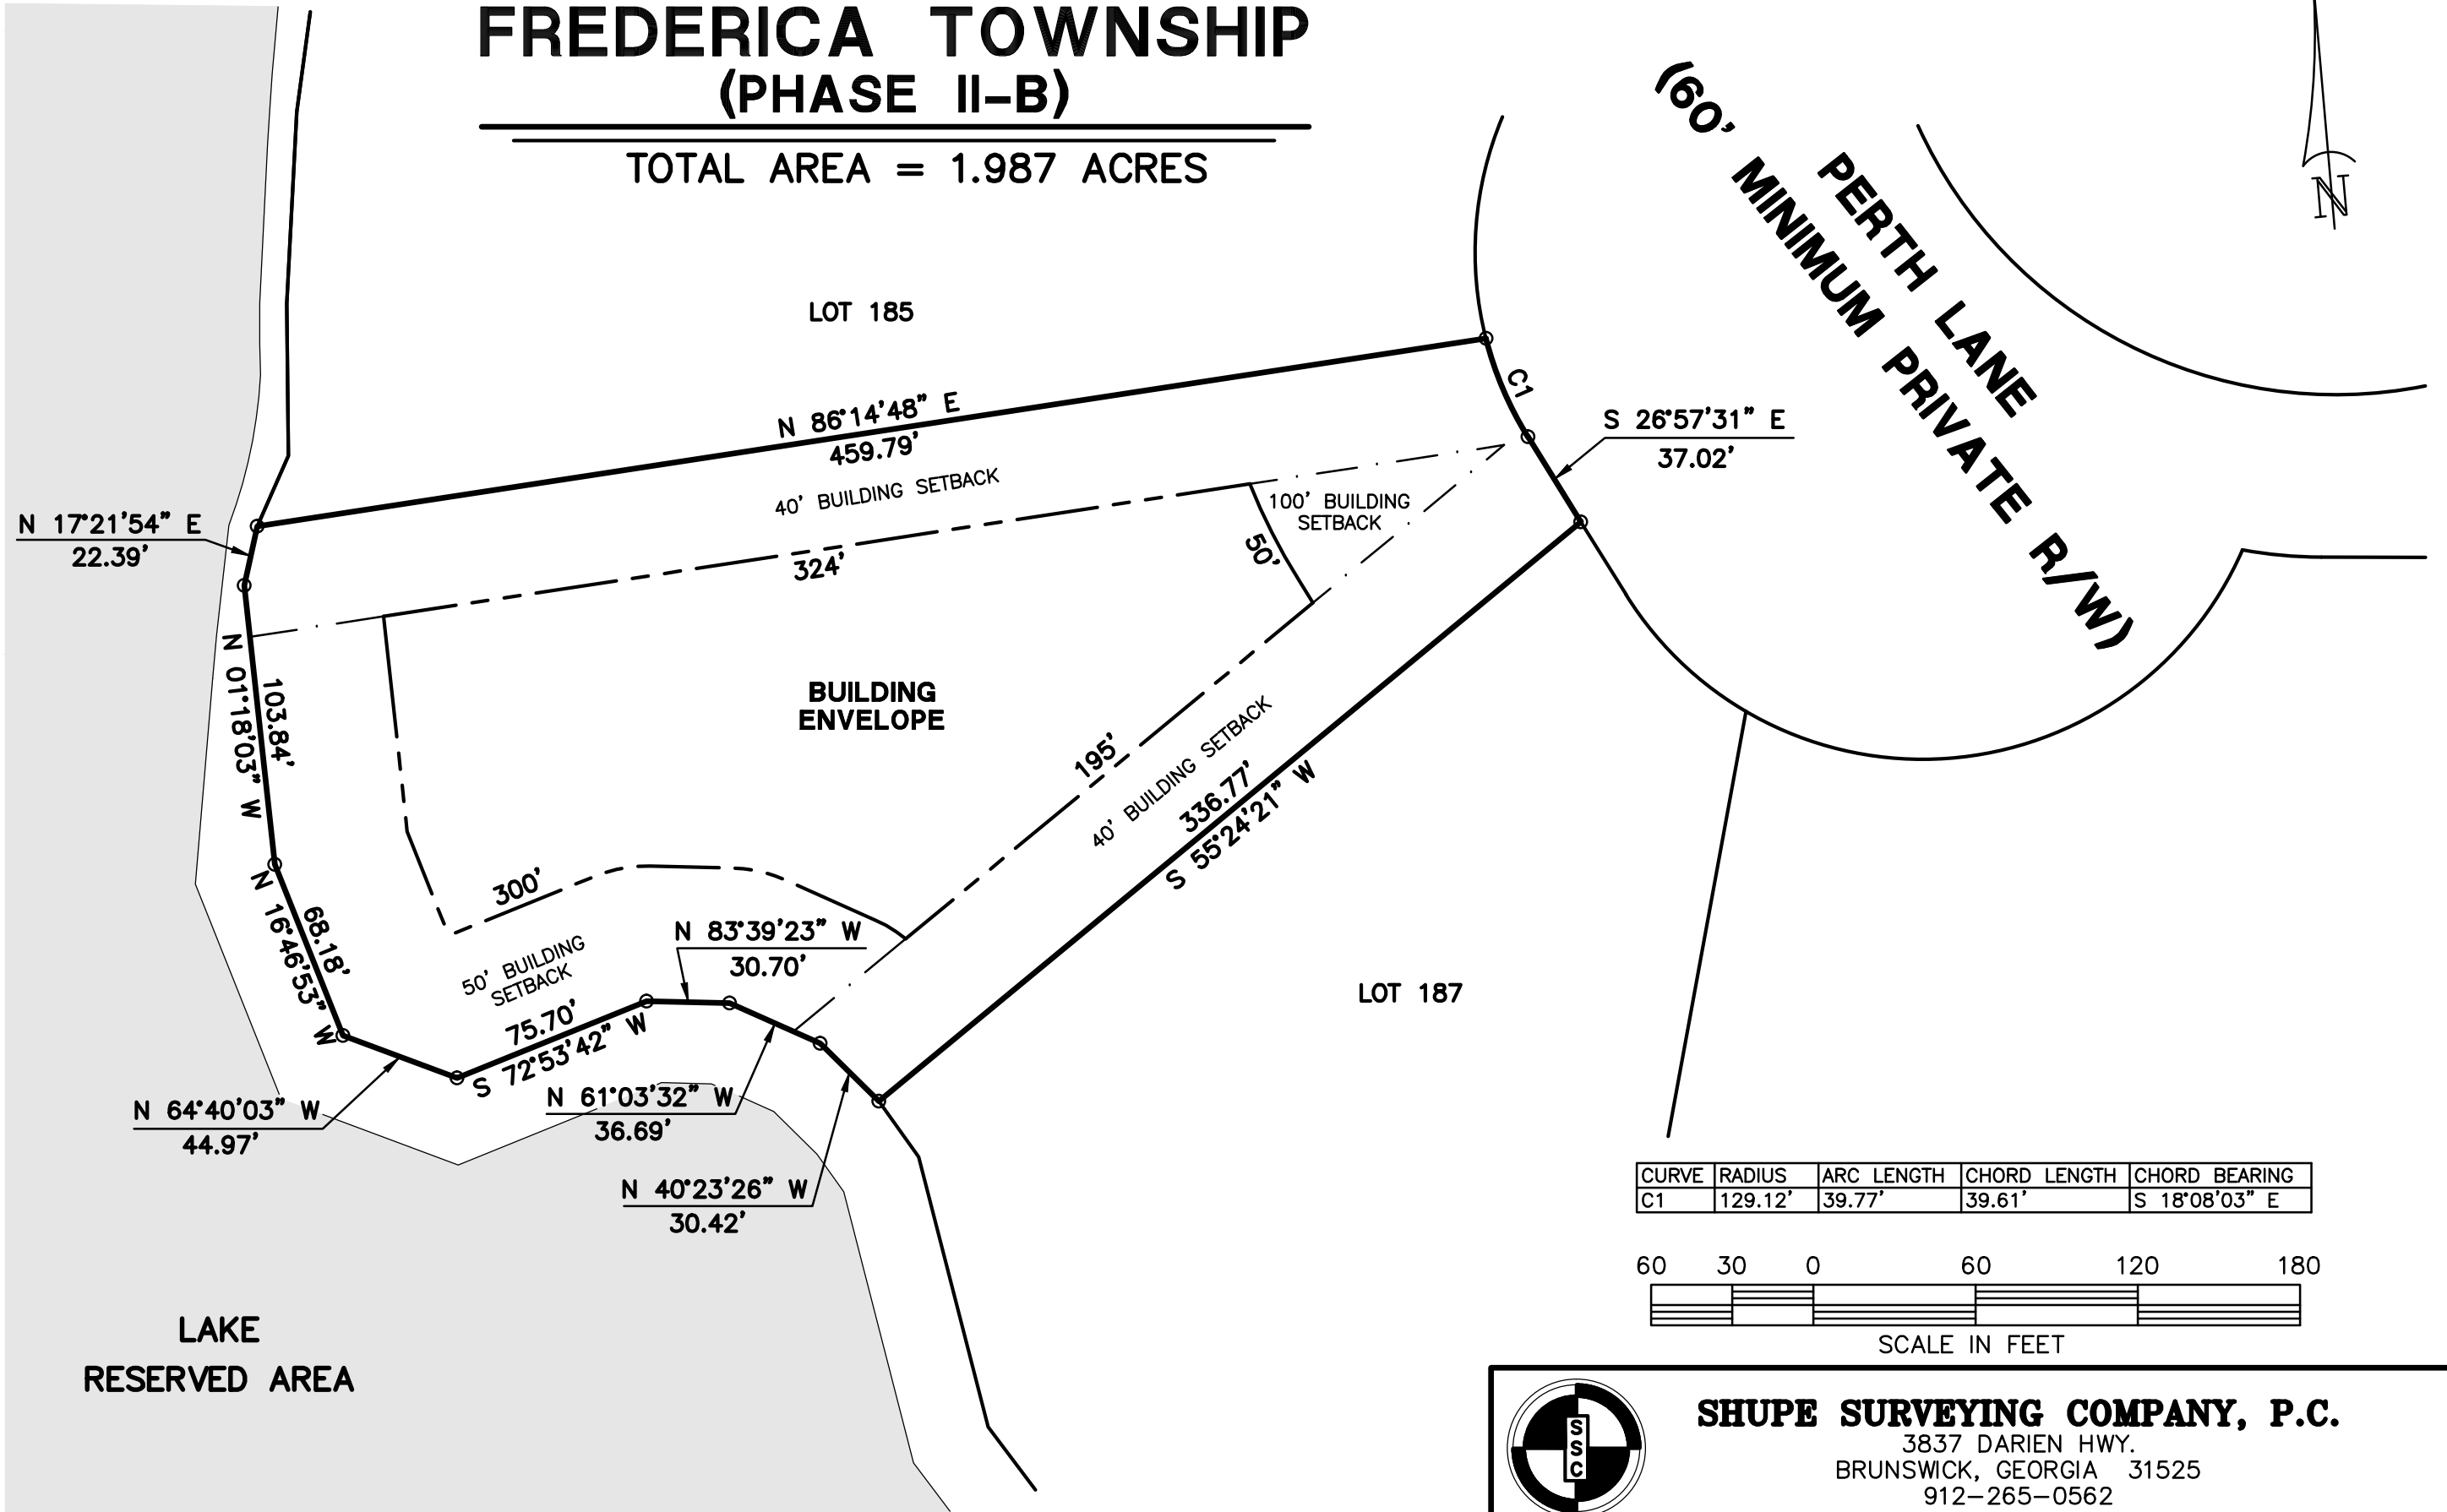 FREDERICA TOWNSHIP
(PHASE II-B)
TOTAL AREA = 1.987 ACRES
(60' MINIMUM PRIVATE R/W)
PERTH LANE
N
LOT 185
C1
N 86°14'48" E
459.79'
S 26°57'31" E
37.02'
40' BUILDING SETBACK
100' BUILDING
SETBACK
N 17°21'54" E
22.39'
50'
324'
N 01°18'03" W
103.84'
BUILDING
ENVELOPE
195'
40' BUILDING SETBACK
336.77'
S 55°24'21" W
300'
N 16°46'53" W
68.18'
N 83°39'23" W
30.70'
50' BUILDING
SETBACK
75.70'
S 72°53'42" W
LOT 187
N 64°40'03" W
44.97'
N 61°03'32" W
36.69'
N 40°23'26" W
30.42'
CURVE RADIUS ARC LENGTH CHORD LENGTH CHORD BEARING
C1 129.12' 39.77' 39.61' S 18°08'03" E
60 30 0 60 120 180
SCALE IN FEET
LAKE
RESERVED AREA
SSC
SHUPE SURVEYING COMPANY, P.C.
3837 DARIEN HWY.
BRUNSWICK, GEORGIA 31525
912-265-0562